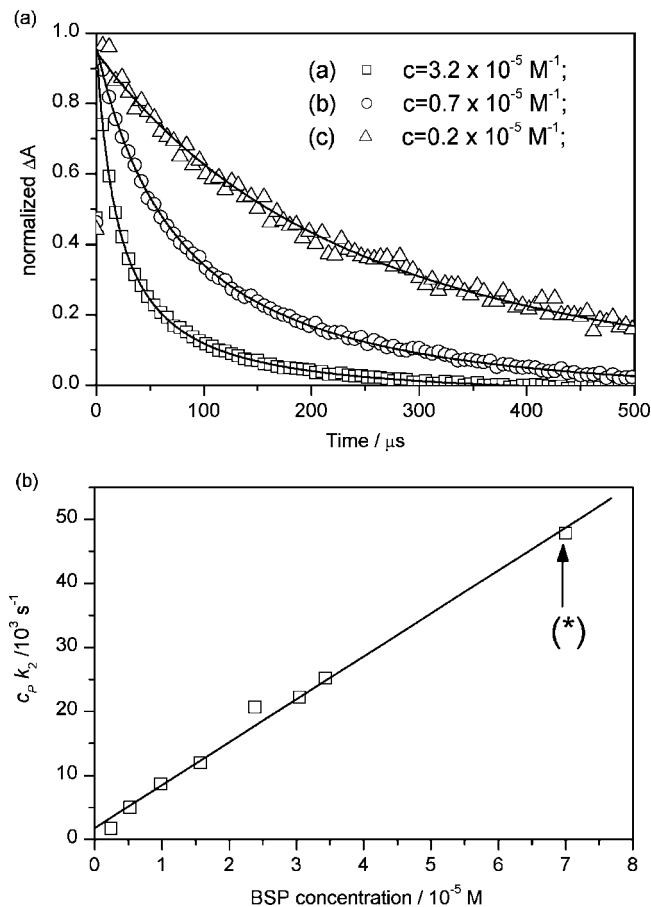 (a)
1.0
0.8
0.6
0.4
0.2
0.0
normalized ΔA
(a) □ c=3.2 x 10⁻⁵ M⁻¹;
(b) ○ c=0.7 x 10⁻⁵ M⁻¹;
(c) △ c=0.2 x 10⁻⁵ M⁻¹;
0 100 200 300 400 500
Time / μs
(b)
50
40
30
20
10
0
c_P k₂ /10³ s⁻¹
(*)
0 1 2 3 4 5 6 7 8
BSP concentration / 10⁻⁵ M